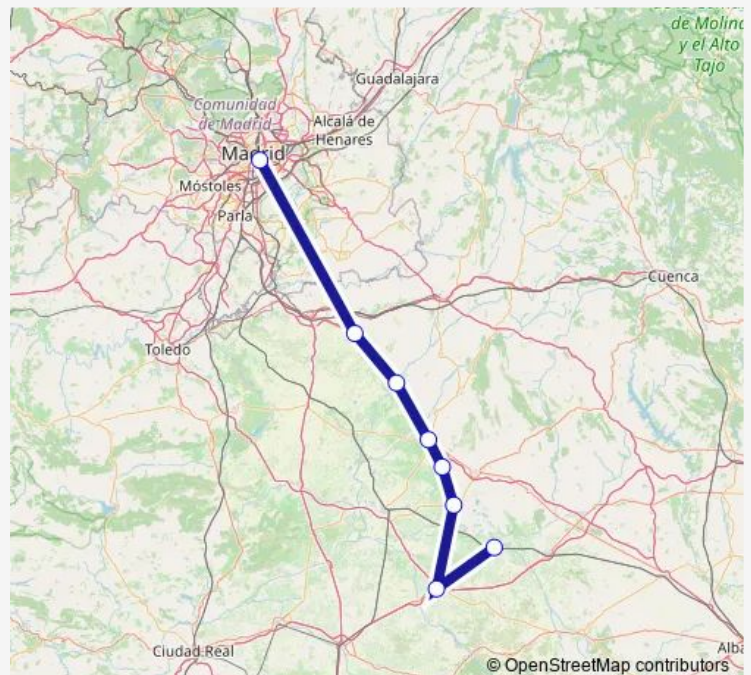 de Molina
y el Alto
Tajo
Guadalajara
Comunidad
de Madrid
Alcalá de
Henares
Madrid
Móstoles
Parla
Cuenca
Toledo
Ciudad Real
Alba
© OpenStreetMap contributors